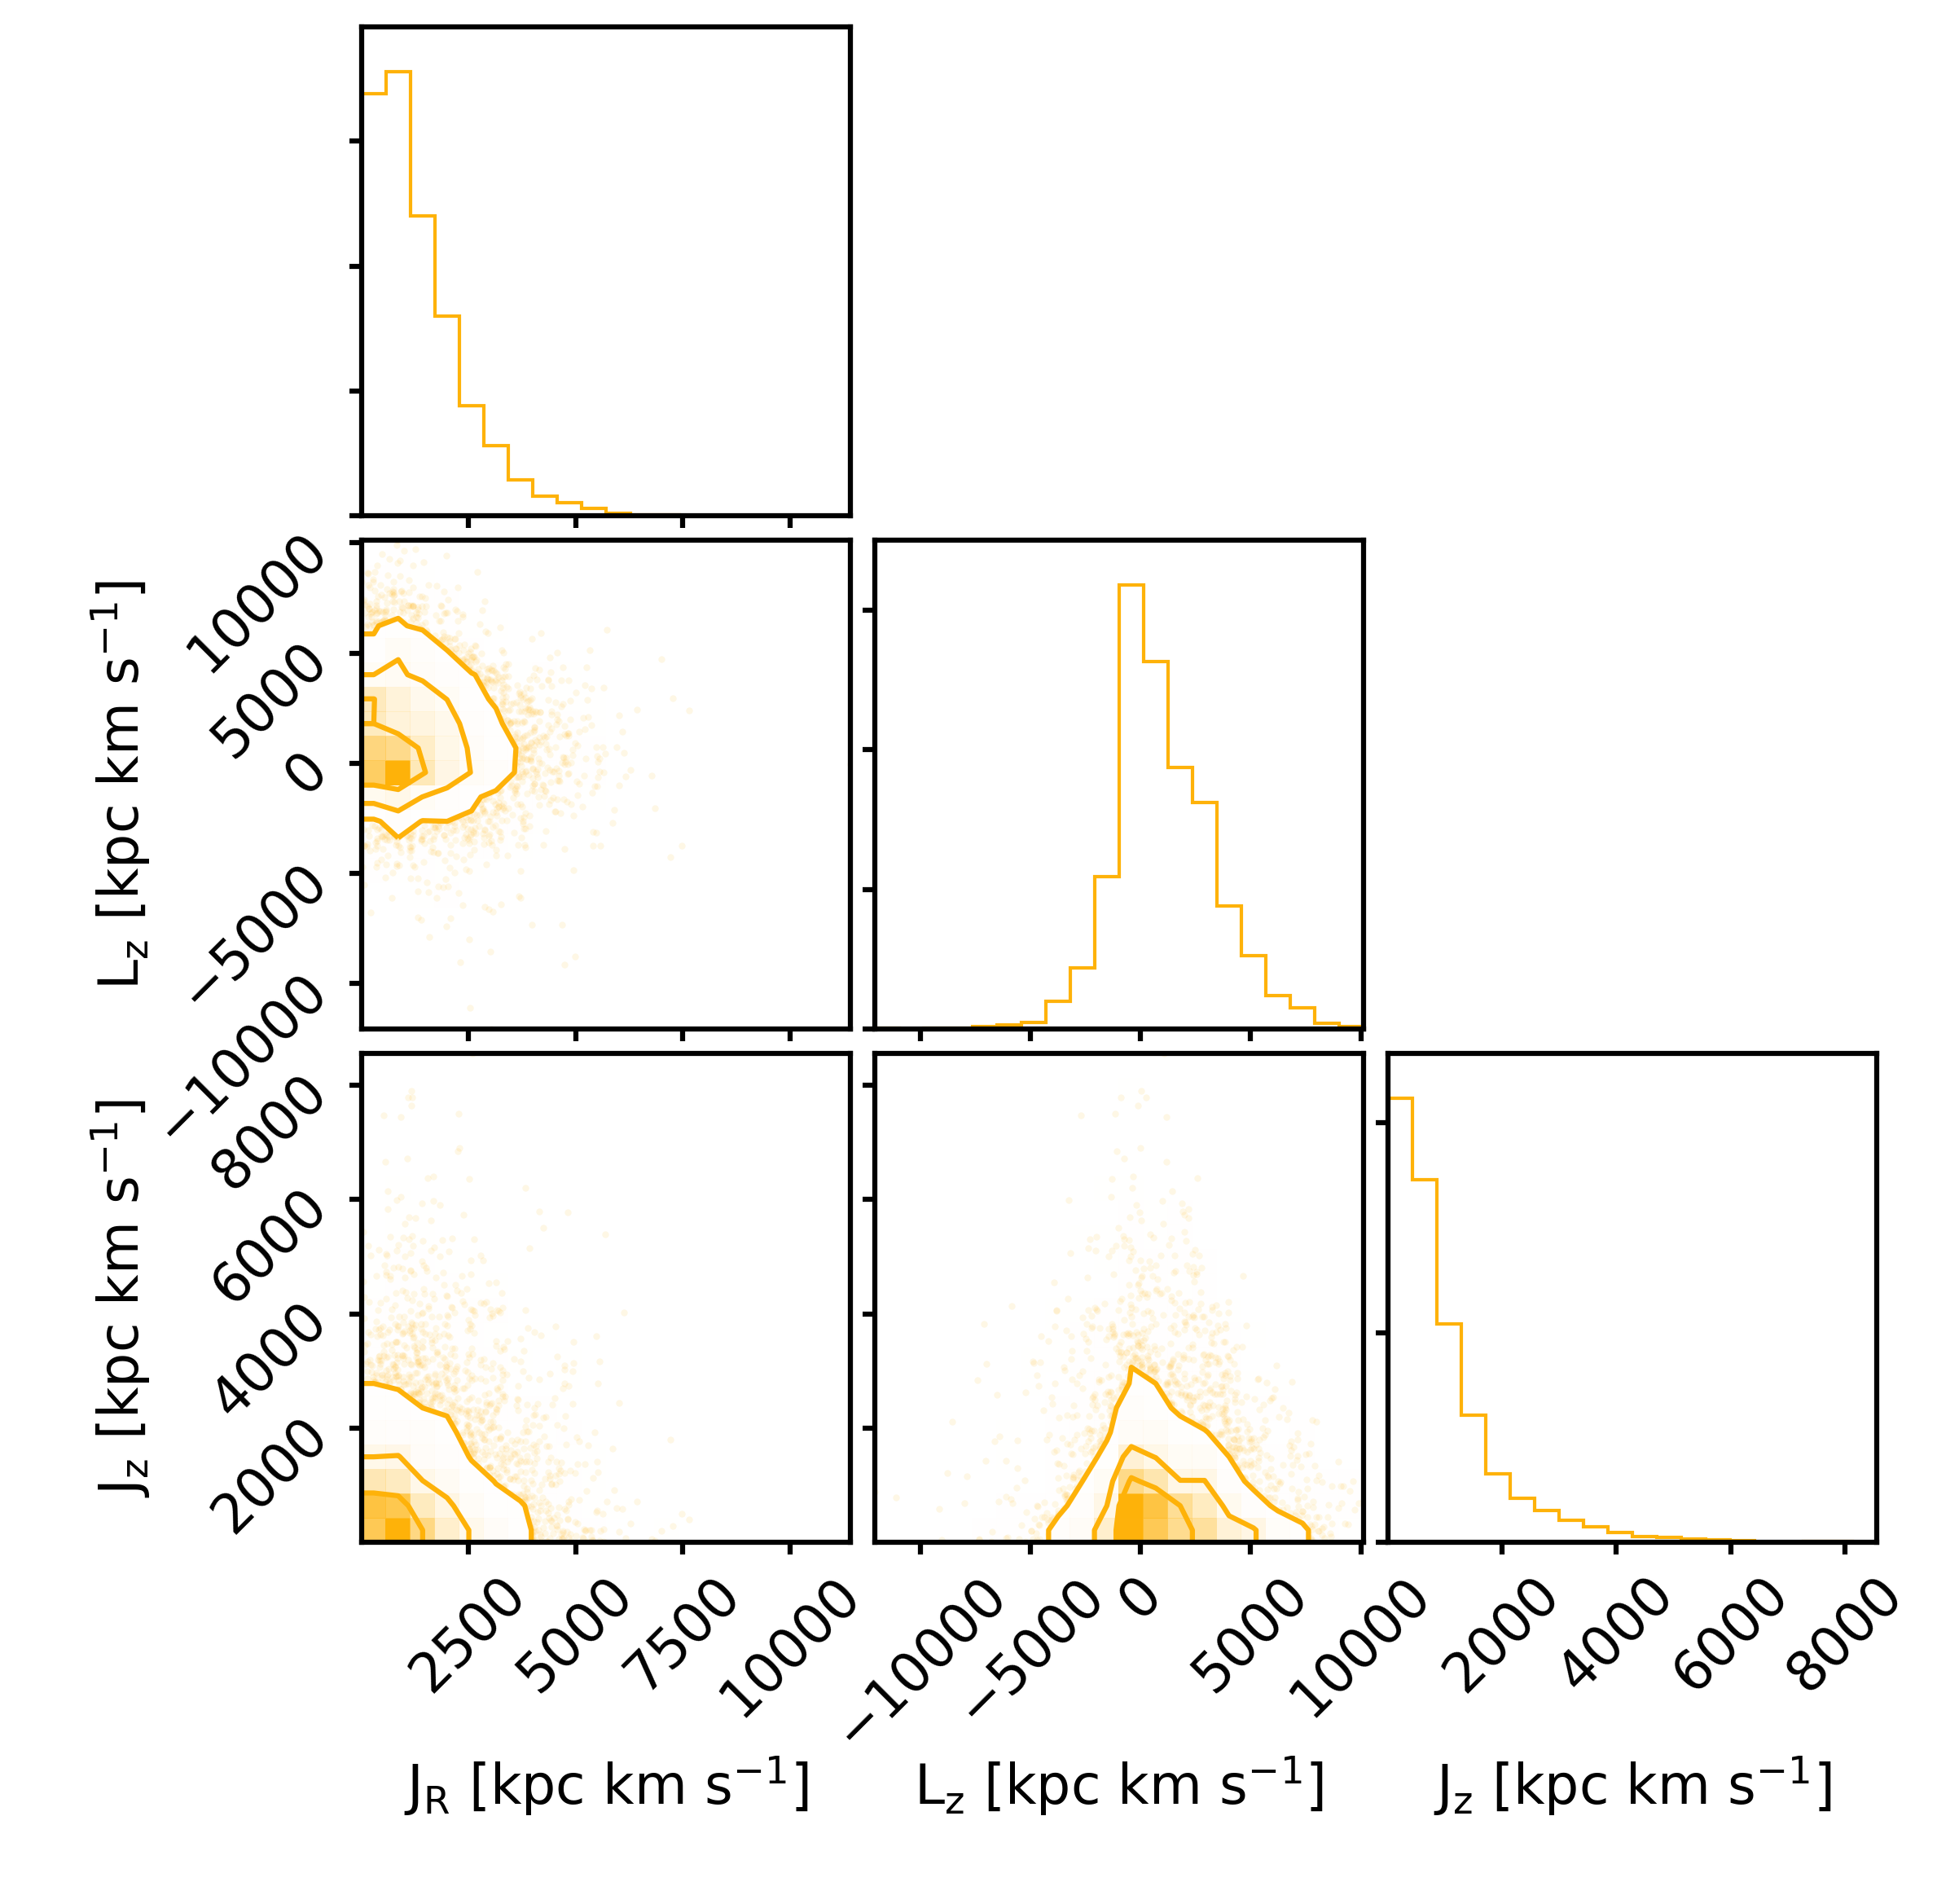 10000
5000
0
−5000
−10000
L_z [kpc km s⁻¹]
8000
6000
4000
2000
J_z [kpc km s⁻¹]
2500 5000 7500 10000
−10000 −5000 0 5000 10000
2000 4000 6000 8000
J_R [kpc km s⁻¹]
L_z [kpc km s⁻¹]
J_z [kpc km s⁻¹]